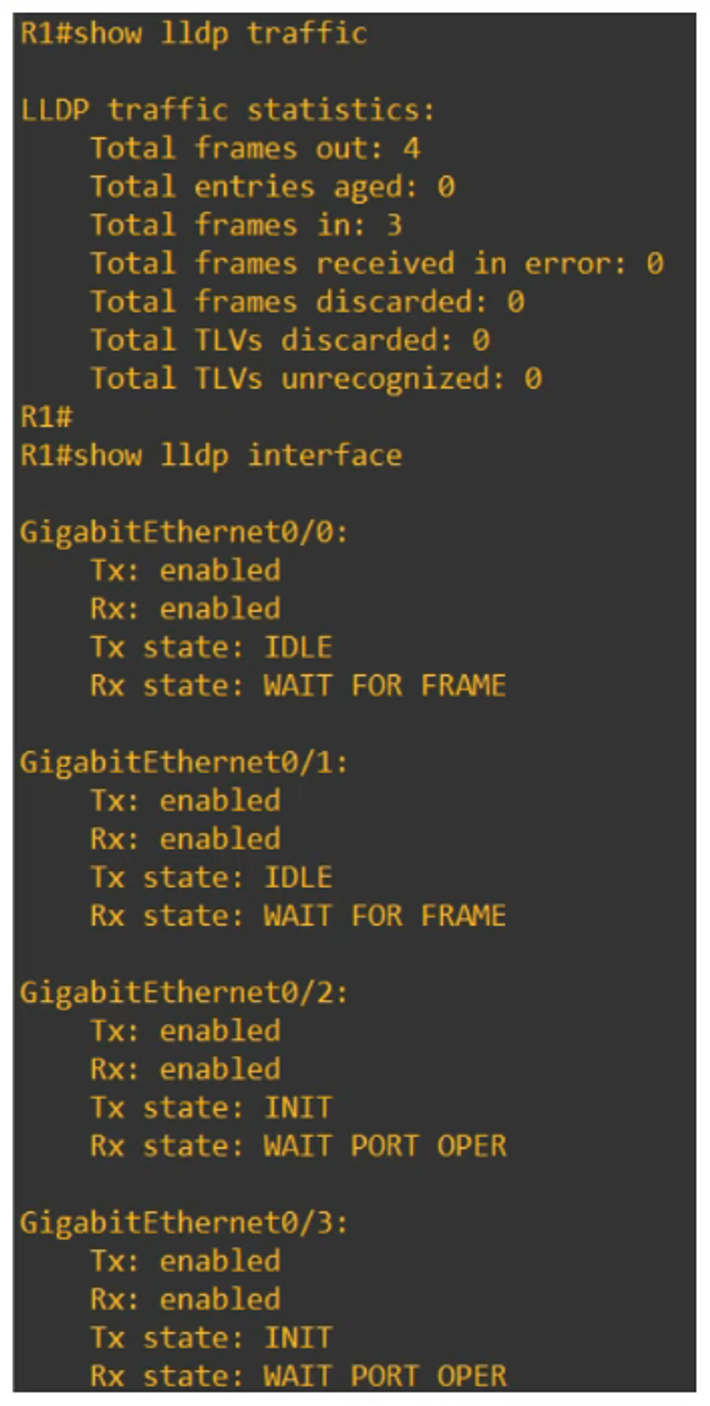 R1#show lldp traffic
LLDP traffic statistics:
Total frames out: 4
Total entries aged: 0
Total frames in: 3
Total frames received in error: 0
Total frames discarded: 0
Total TLVs discarded: 0
Total TLVs unrecognized: 0
R1#
R1#show lldp interface
GigabitEthernet0/0:
Tx: enabled
Rx: enabled
Tx state: IDLE
Rx state: WAIT FOR FRAME
GigabitEthernet0/1:
Tx: enabled
Rx: enabled
Tx state: IDLE
Rx state: WAIT FOR FRAME
GigabitEthernet0/2:
Tx: enabled
Rx: enabled
Tx state: INIT
Rx state: WAIT PORT OPER
GigabitEthernet0/3:
Tx: enabled
Rx: enabled
Tx state: INIT
Rx state: WAIT PORT OPER